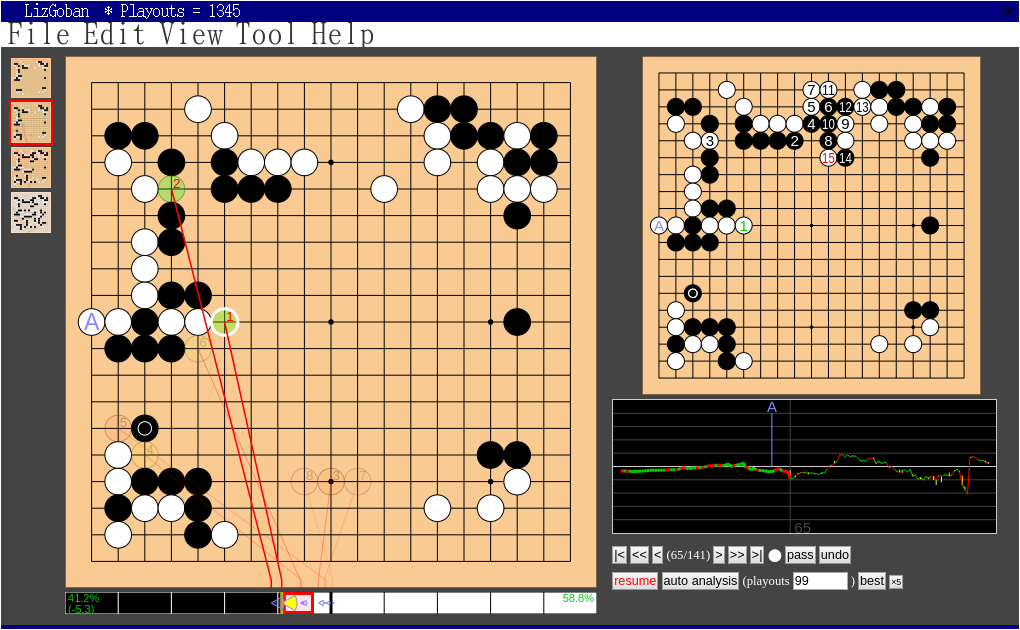 LizGoban * Playouts = 1345 ×
File Edit View Tool Help
2
1
A
6
5
4
8 3 7
41.2%
(-5.3)
58.8%
7 11
5 6 12 13
4 10 9
3 2 8
15 14
A 1
A
65
|< << < (65/141) > >> >| pass undo
resume auto analysis (playouts 99 ) best ×5